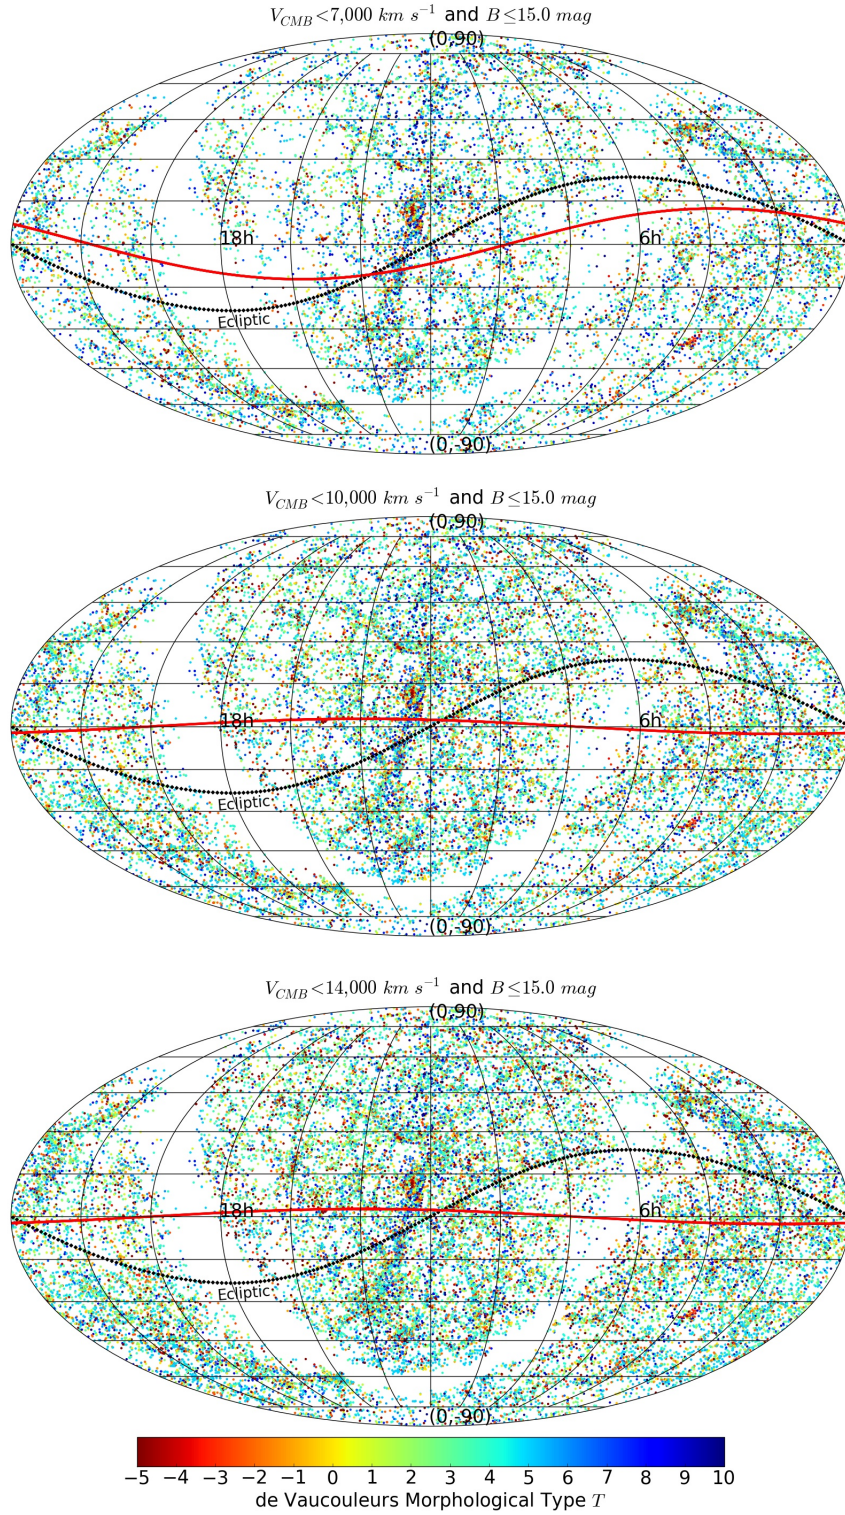 V_CMB<7,000 km s⁻¹ and B≤15.0 mag
(0,90)
18h
6h
Ecliptic
(0,-90)
V_CMB<10,000 km s⁻¹ and B≤15.0 mag
(0,90)
18h
6h
Ecliptic
(0,-90)
V_CMB<14,000 km s⁻¹ and B≤15.0 mag
(0,90)
18h
6h
Ecliptic
(0,-90)
−5 −4 −3 −2 −1 0 1 2 3 4 5 6 7 8 9 10
de Vaucouleurs Morphological Type T